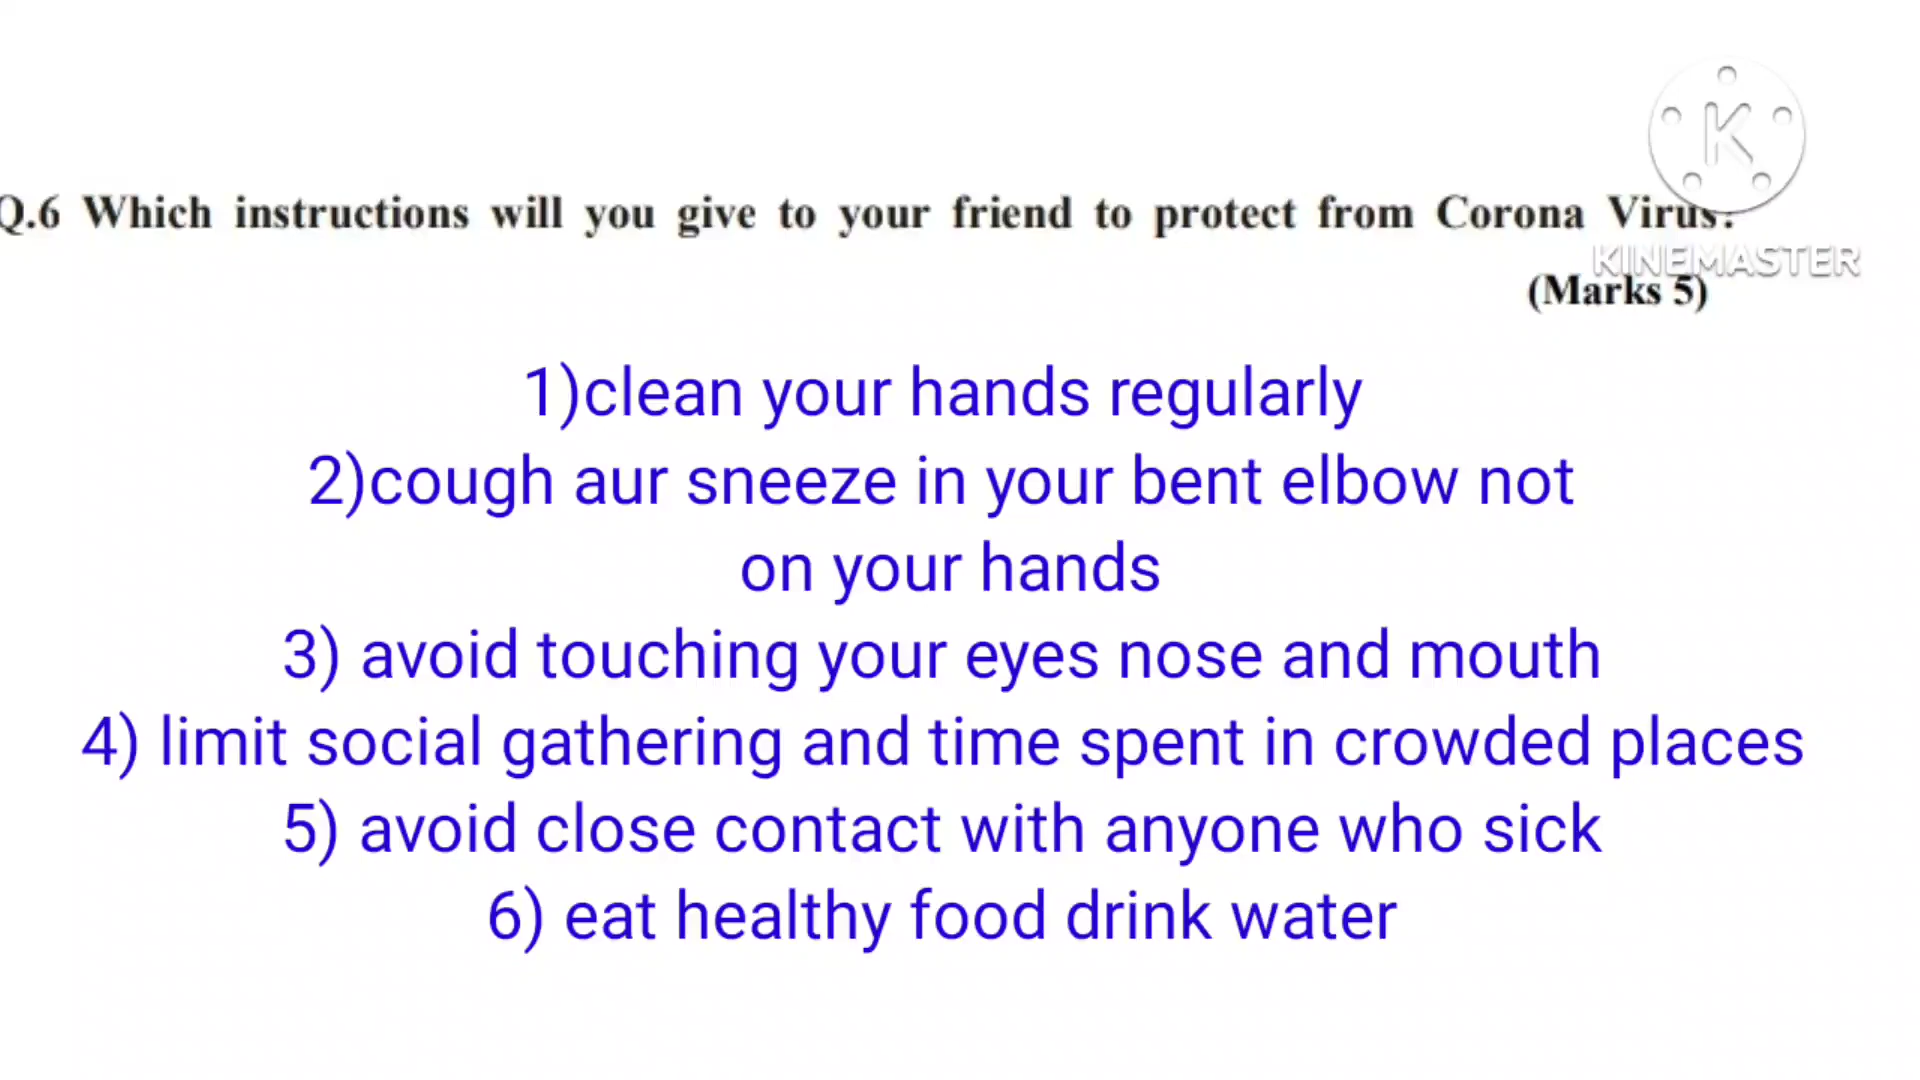 Q.6 Which instructions will you give to your friend to protect from Corona Virus?
K
KINEMASTER
(Marks 5)
1)clean your hands regularly
2)cough aur sneeze in your bent elbow not
on your hands
3) avoid touching your eyes nose and mouth
4) limit social gathering and time spent in crowded places
5) avoid close contact with anyone who sick
6) eat healthy food drink water